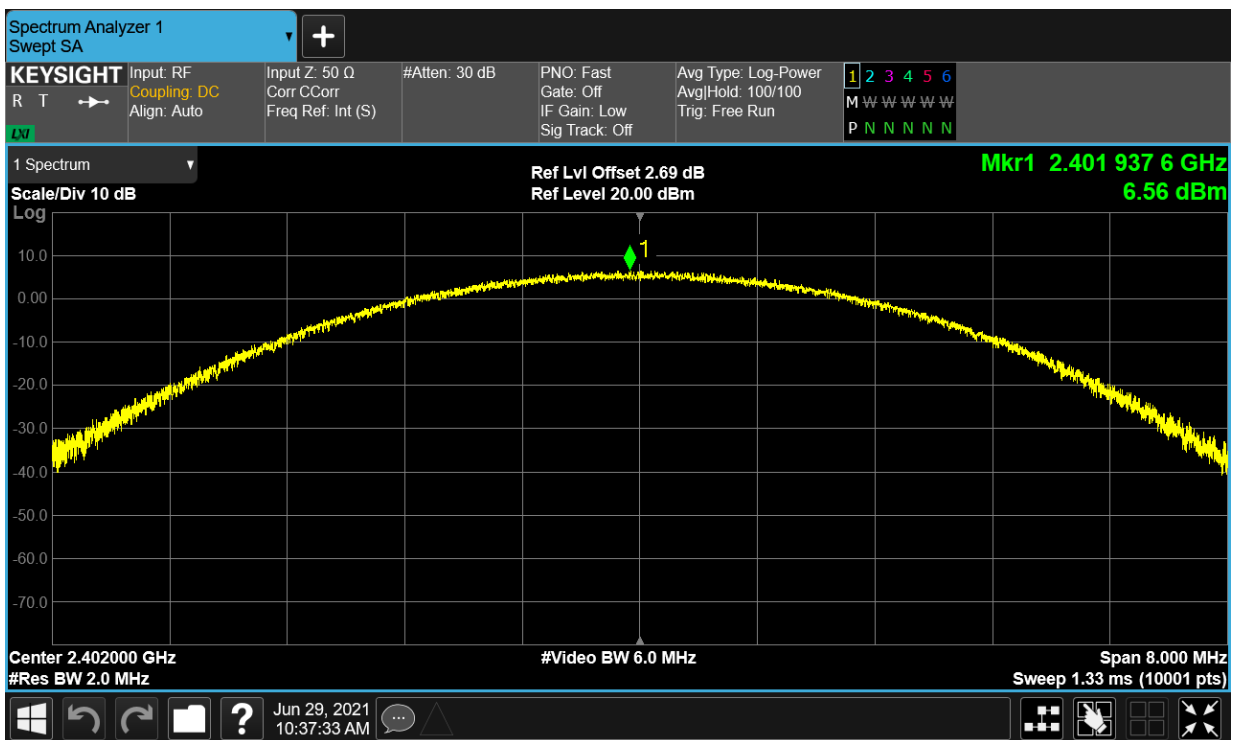 Spectrum Analyzer 1
Swept SA
KEYSIGHT
R T
LXI
Input: RF
Coupling: DC
Align: Auto
Input Z: 50 Ω
Corr CCorr
Freq Ref: Int (S)
#Atten: 30 dB
PNO: Fast
Gate: Off
IF Gain: Low
Sig Track: Off
Avg Type: Log-Power
Avg|Hold: 100/100
Trig: Free Run
1 2 3 4 5 6
M W W W W W
P N N N N N
1 Spectrum
Scale/Div 10 dB
Log
Ref Lvl Offset 2.69 dB
Ref Level 20.00 dBm
Mkr1 2.401 937 6 GHz
6.56 dBm
1
10.0
0.00
-10.0
-20.0
-30.0
-40.0
-50.0
-60.0
-70.0
Center 2.402000 GHz
#Res BW 2.0 MHz
#Video BW 6.0 MHz
Span 8.000 MHz
Sweep 1.33 ms (10001 pts)
?
Jun 29, 2021
10:37:33 AM